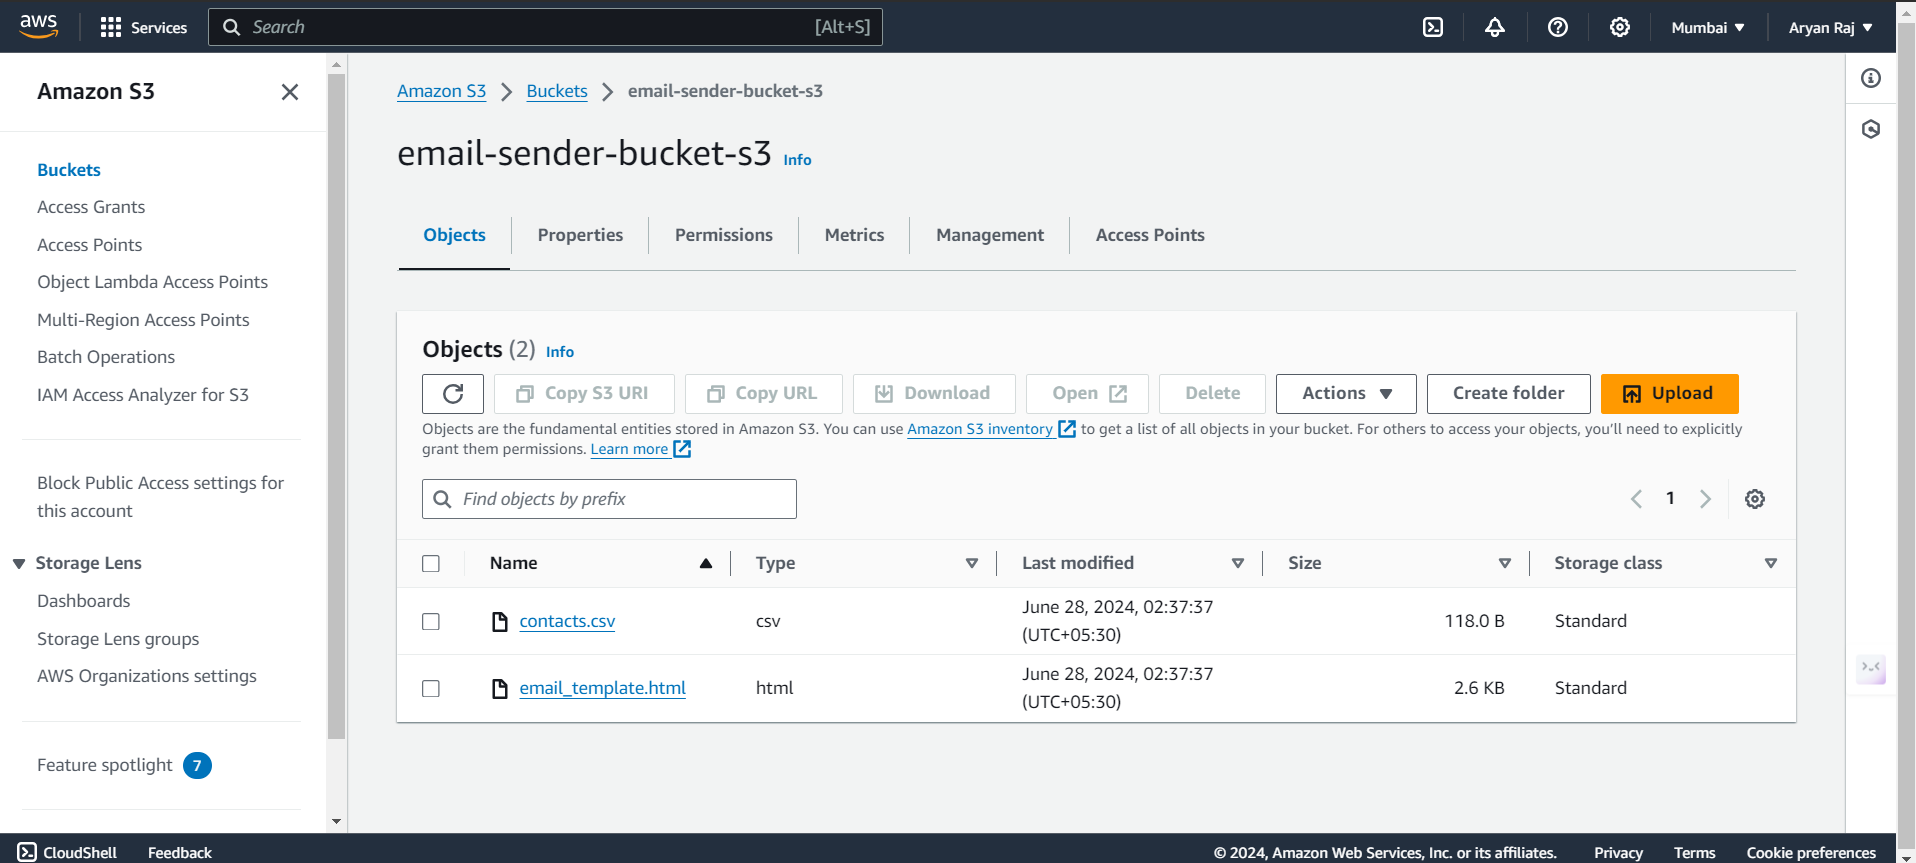 aws
Services
Search
[Alt+S]
Mumbai
Aryan Raj
Amazon S3
Buckets
Access Grants
Access Points
Object Lambda Access Points
Multi-Region Access Points
Batch Operations
IAM Access Analyzer for S3
Block Public Access settings for
this account
Storage Lens
Dashboards
Storage Lens groups
AWS Organizations settings
Feature spotlight 7
Amazon S3 Buckets email-sender-bucket-s3
email-sender-bucket-s3 Info
Objects Properties Permissions Metrics Management Access Points
Objects (2) Info
Copy S3 URI Copy URL Download Open Delete Actions Create folder Upload
Objects are the fundamental entities stored in Amazon S3. You can use Amazon S3 inventory to get a list of all objects in your bucket. For others to access your objects, you'll need to explicitly
grant them permissions. Learn more
Find objects by prefix
1
Name Type Last modified Size Storage class
contacts.csv csv June 28, 2024, 02:37:37 (UTC+05:30) 118.0 B Standard
email_template.html html June 28, 2024, 02:37:37 (UTC+05:30) 2.6 KB Standard
CloudShell Feedback © 2024, Amazon Web Services, Inc. or its affiliates. Privacy Terms Cookie preferences